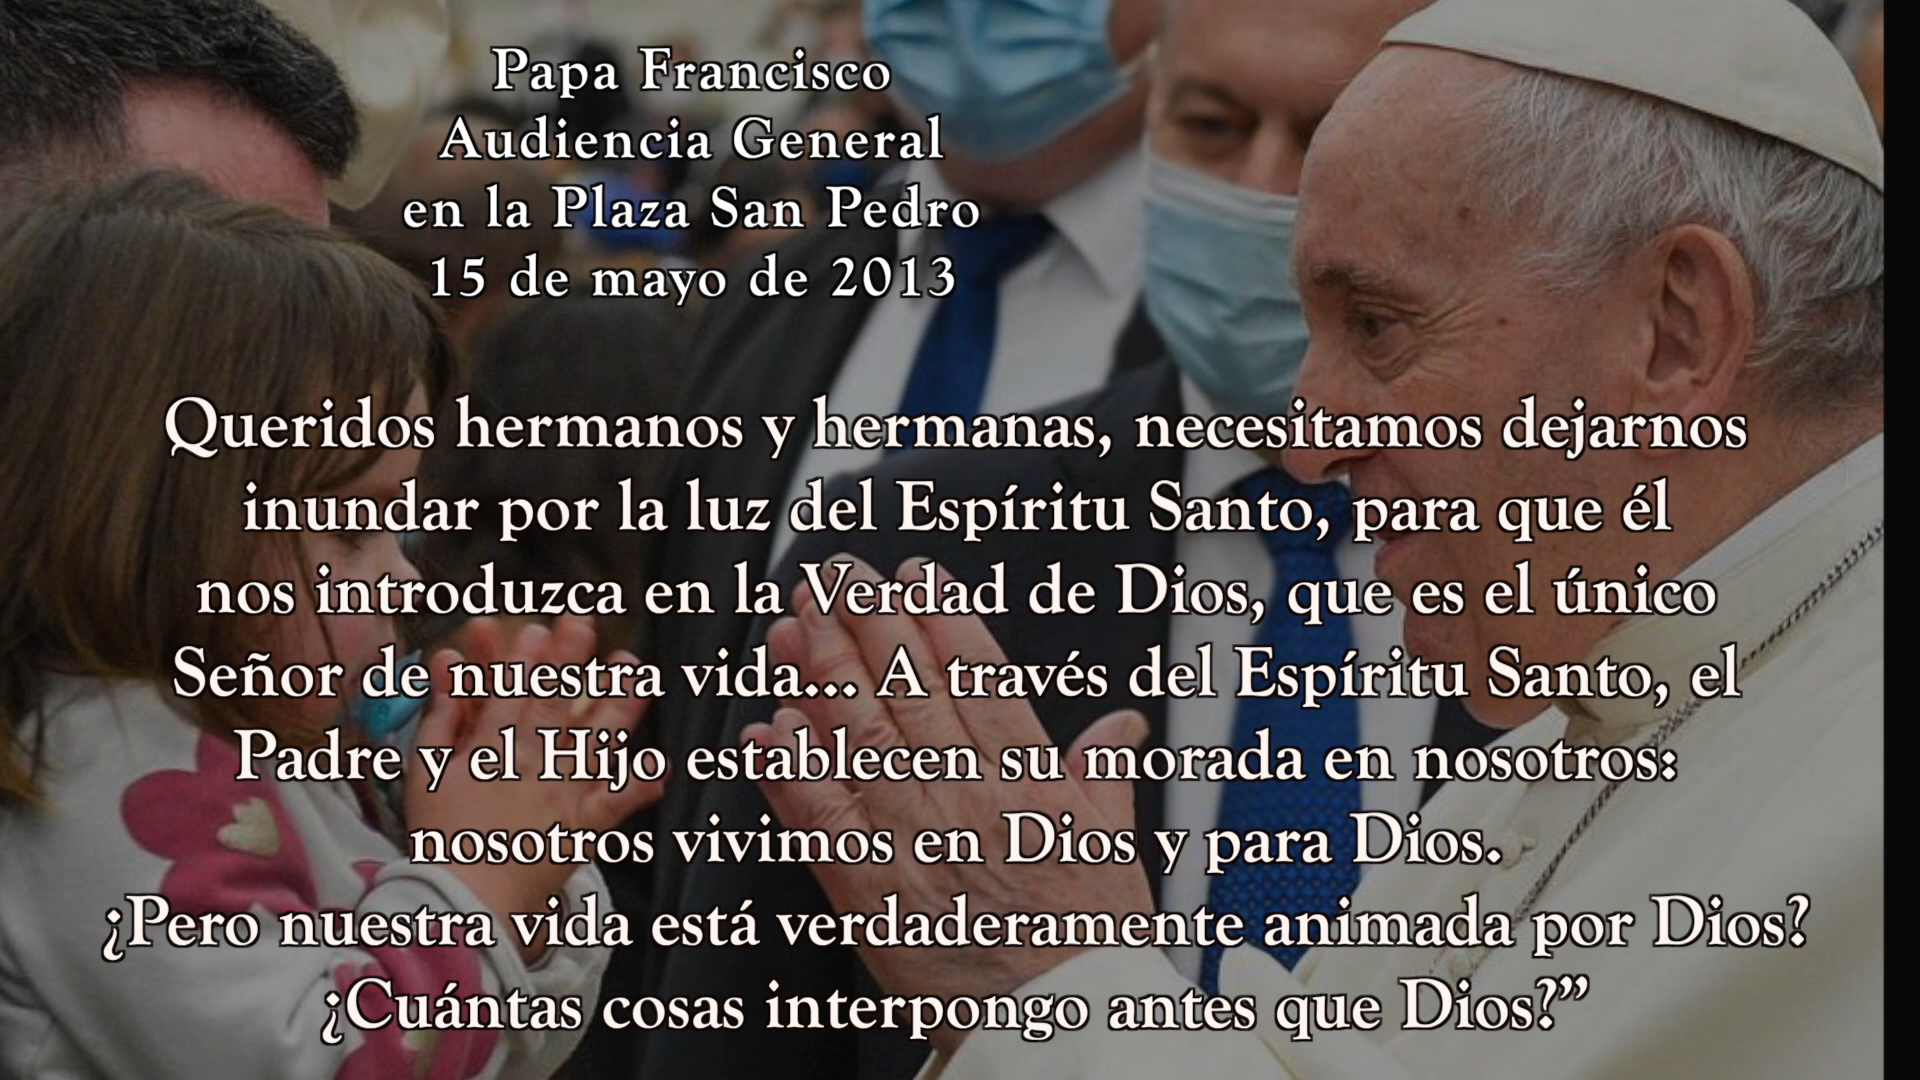 Papa Francisco
Audiencia General
en la Plaza San Pedro
15 de mayo de 2013
Queridos hermanos y hermanas, necesitamos dejarnos
inundar por la luz del Espíritu Santo, para que él
nos introduzca en la Verdad de Dios, que es el único
Señor de nuestra vida... A través del Espíritu Santo, el
Padre y el Hijo establecen su morada en nosotros:
nosotros vivimos en Dios y para Dios.
¿Pero nuestra vida está verdaderamente animada por Dios?
¿Cuántas cosas interpongo antes que Dios?”